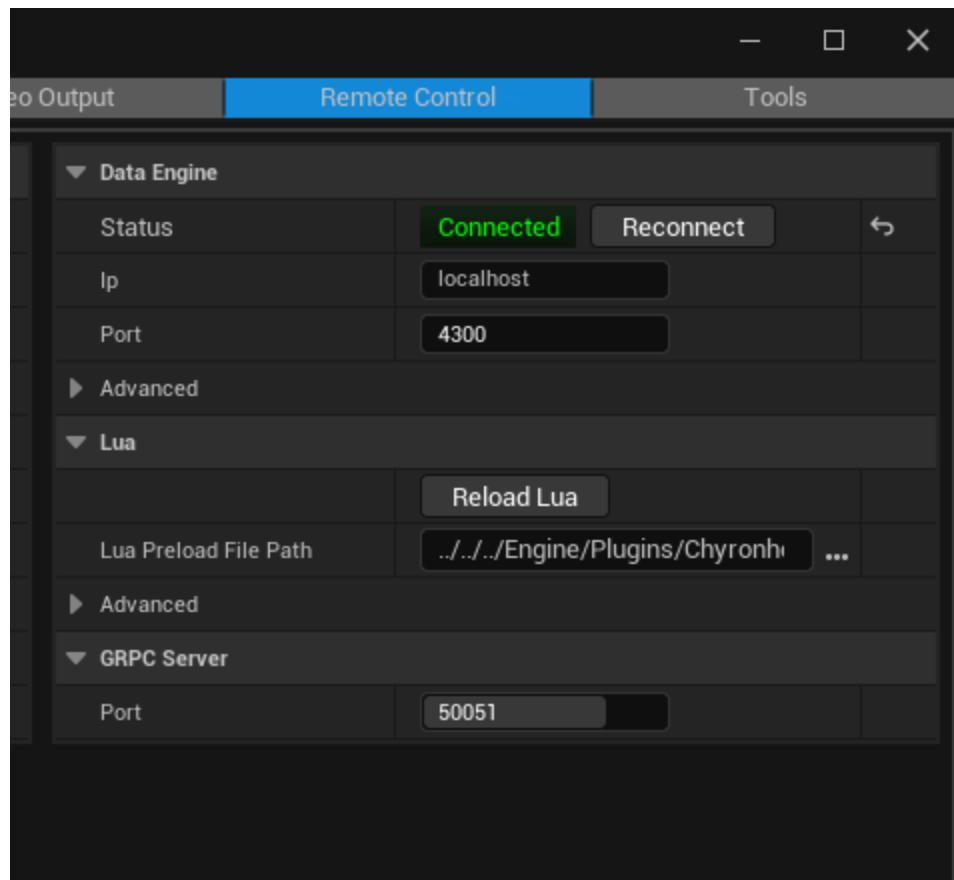 eo Output Remote Control Tools
Data Engine
Status Connected Reconnect
Ip localhost
Port 4300
Advanced
Lua
Reload Lua
Lua Preload File Path ../../../Engine/Plugins/Chyronh ...
Advanced
GRPC Server
Port 50051